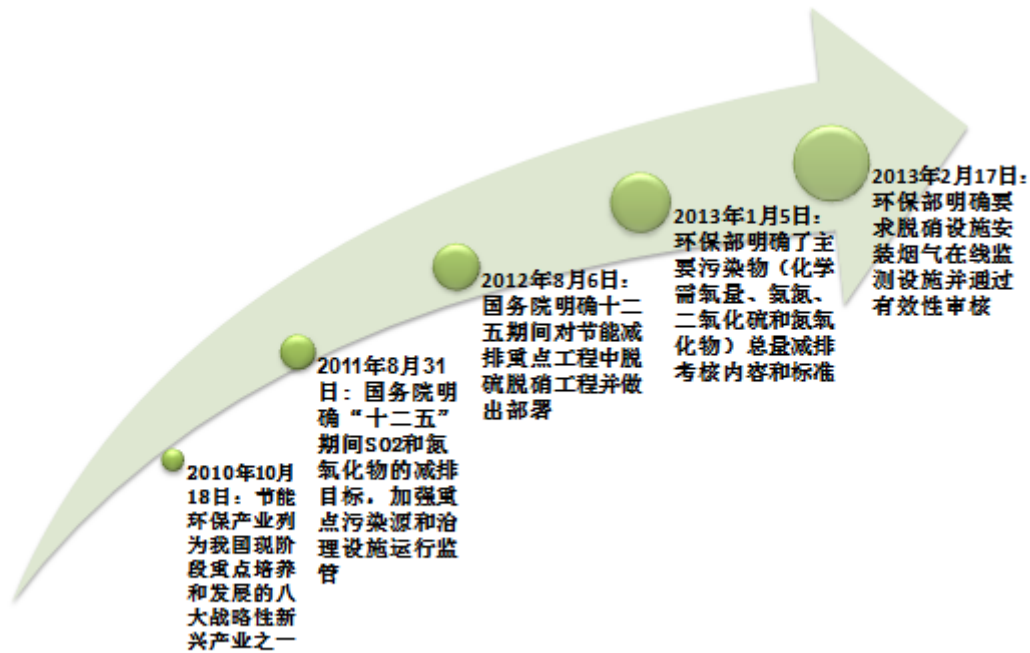 2010年10月
18日：节能
环保产业列
为我国现阶
段重点培养
和发展的八
大战略性新
兴产业之一
2011年8月31
日：国务院明
确“十二五”
期间SO2和氮
氧化物的减排
目标，加强重
点污染源和治
理设施运行监
管
2012年8月6日：
国务院明确十二
五期间对节能减
排重点工程中脱
硫脱硝工程并做
出部署
2013年1月5日：
环保部明确了主
要污染物（化学
需氧量、氨氮、
二氧化硫和氮氧
化物）总量减排
考核内容和标准
2013年2月17日：
环保部明确要
求脱硝设施安
装烟气在线监
测设施并通过
有效性审核